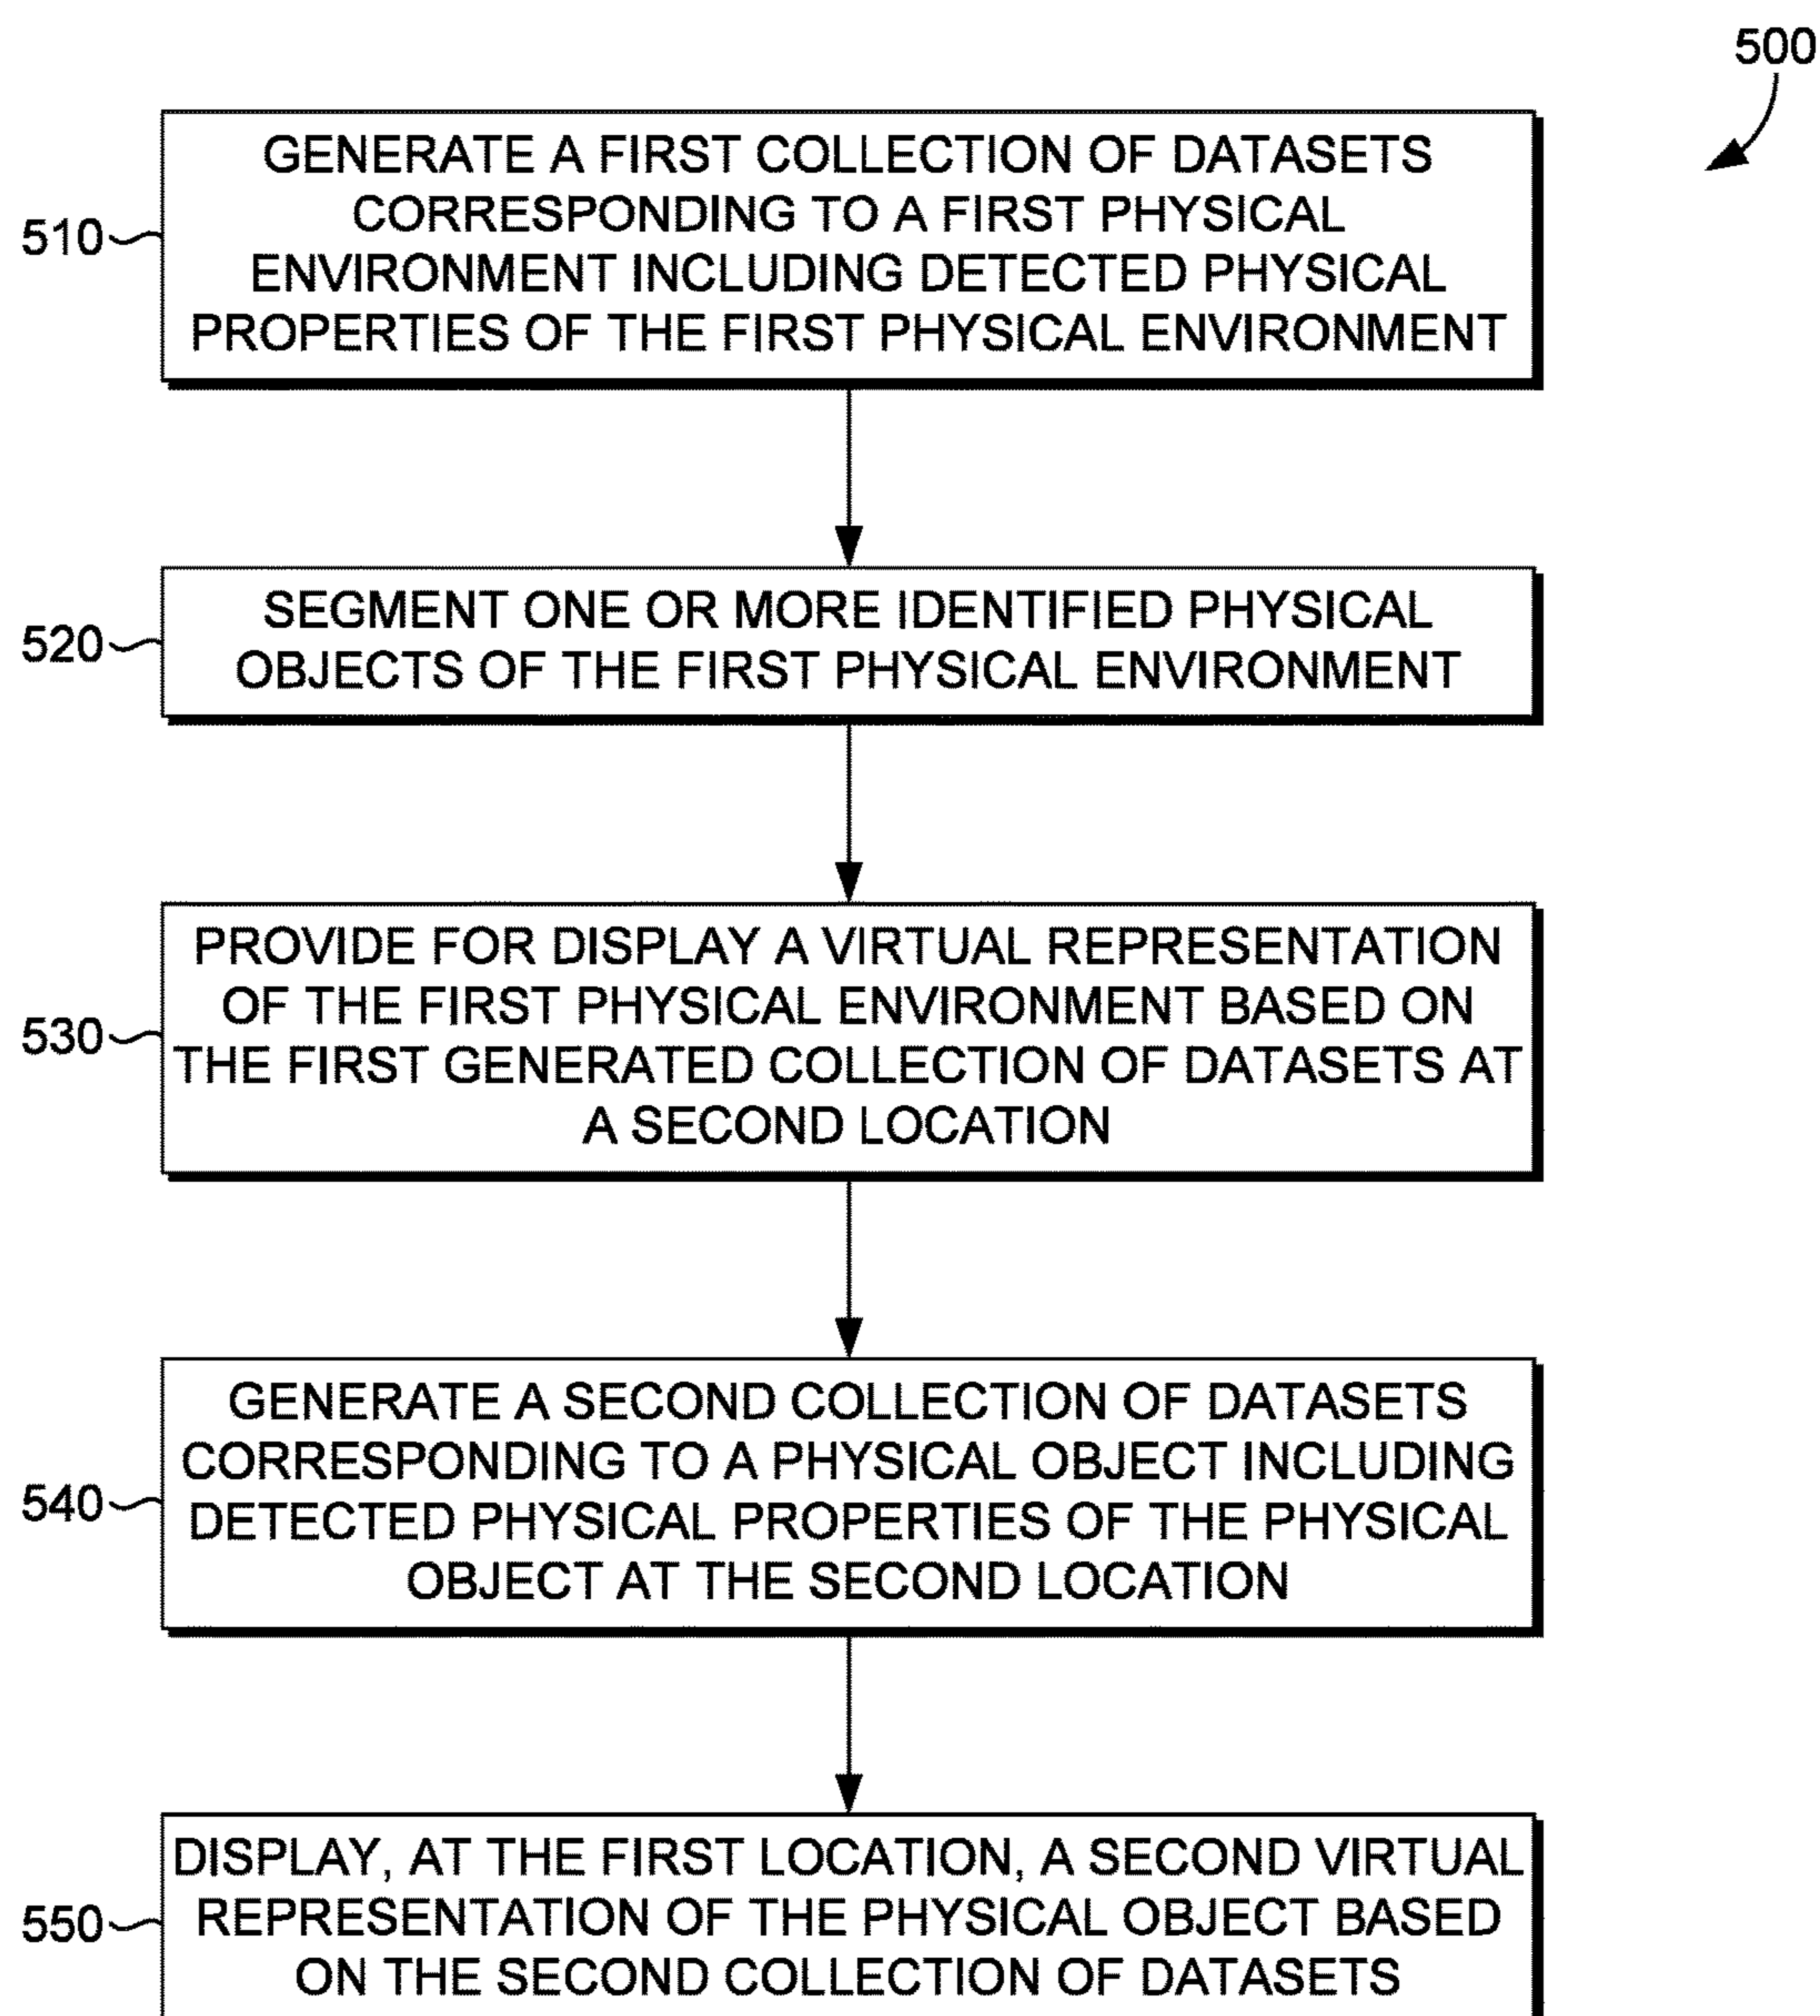 500
GENERATE A FIRST COLLECTION OF DATASETS
CORRESPONDING TO A FIRST PHYSICAL
ENVIRONMENT INCLUDING DETECTED PHYSICAL
PROPERTIES OF THE FIRST PHYSICAL ENVIRONMENT
510
SEGMENT ONE OR MORE IDENTIFIED PHYSICAL
OBJECTS OF THE FIRST PHYSICAL ENVIRONMENT
520
PROVIDE FOR DISPLAY A VIRTUAL REPRESENTATION
OF THE FIRST PHYSICAL ENVIRONMENT BASED ON
THE FIRST GENERATED COLLECTION OF DATASETS AT
A SECOND LOCATION
530
GENERATE A SECOND COLLECTION OF DATASETS
CORRESPONDING TO A PHYSICAL OBJECT INCLUDING
DETECTED PHYSICAL PROPERTIES OF THE PHYSICAL
OBJECT AT THE SECOND LOCATION
540
DISPLAY, AT THE FIRST LOCATION, A SECOND VIRTUAL
REPRESENTATION OF THE PHYSICAL OBJECT BASED
ON THE SECOND COLLECTION OF DATASETS
550